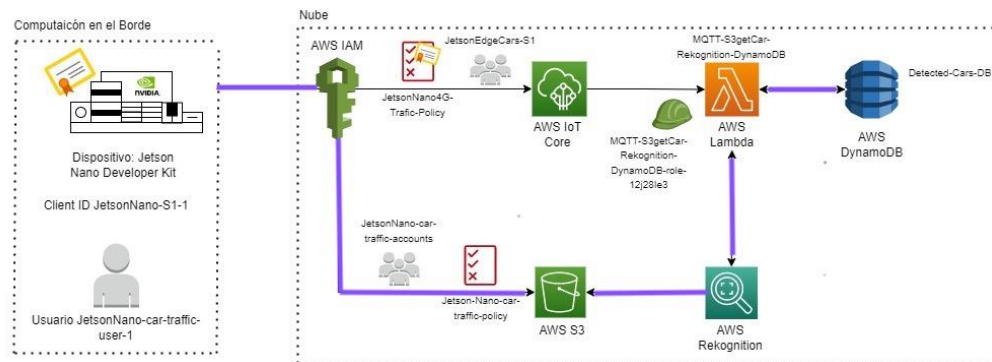 Computaicón en el Borde
NVIDIA
Dispositivo: Jetson
Nano Developer Kit
Client ID JetsonNano-S1-1
Usuario JetsonNano-car-traffic-
user-1
Nube
AWS IAM
JetsonEdgeCars-S1
JetsonNano4G-
Trafic-Policy
AWS IoT
Core
MQTT-S3getCar-
Rekognition-DynamoDB
AWS
Lambda
MQTT-S3getCar-
Rekognition-
DynamoDB-role-
12j28le3
Detected-Cars-DB
AWS
DynamoDB
JetsonNano-car-
traffic-accounts
Jetson-Nano-car-
traffic-policy
AWS S3
AWS
Rekognition